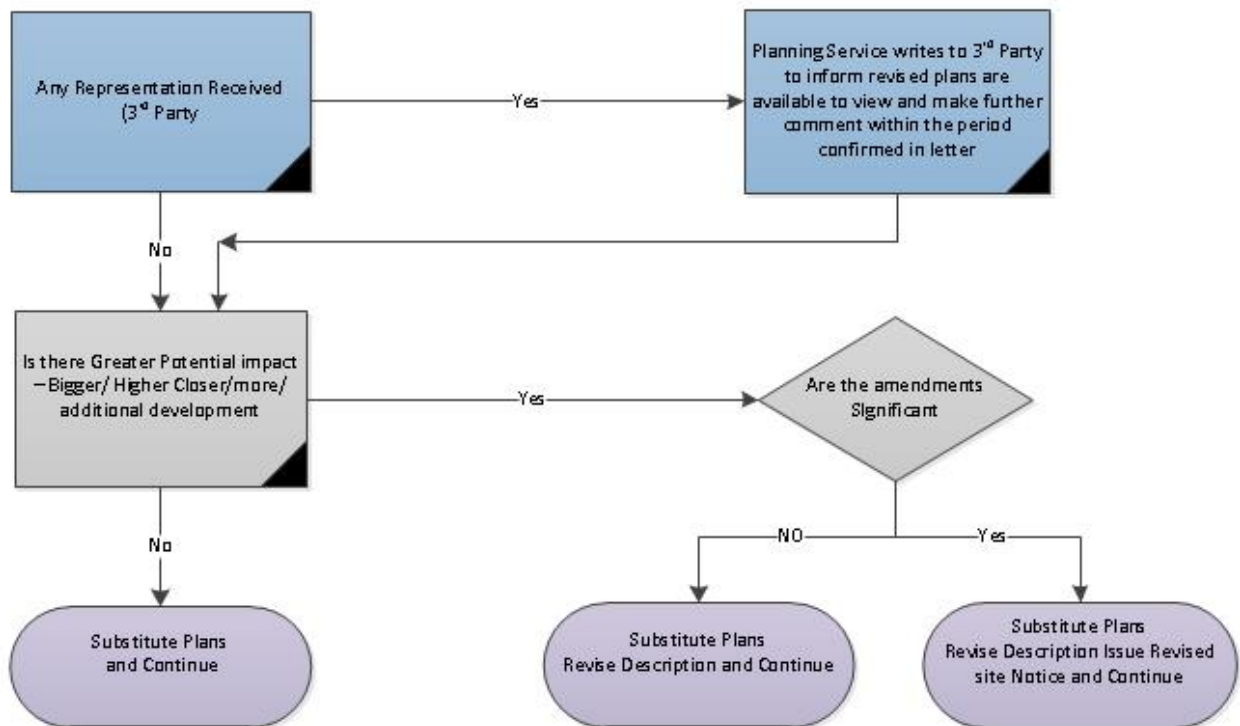 Any Representation Received
(3rd Party
Yes
Planning Service writes to 3rd Party
to inform revised plans are
available to view and make further
comment within the period
confirmed in letter
No
Is there Greater Potential impact
–Bigger/ Higher Closer/more/
additional development
Yes
Are the amendments
Significant
No
NO
Yes
Substitute Plans
and Continue
Substitute Plans
Revise Description and Continue
Substitute Plans
Revise Description Issue Revised
site Notice and Continue